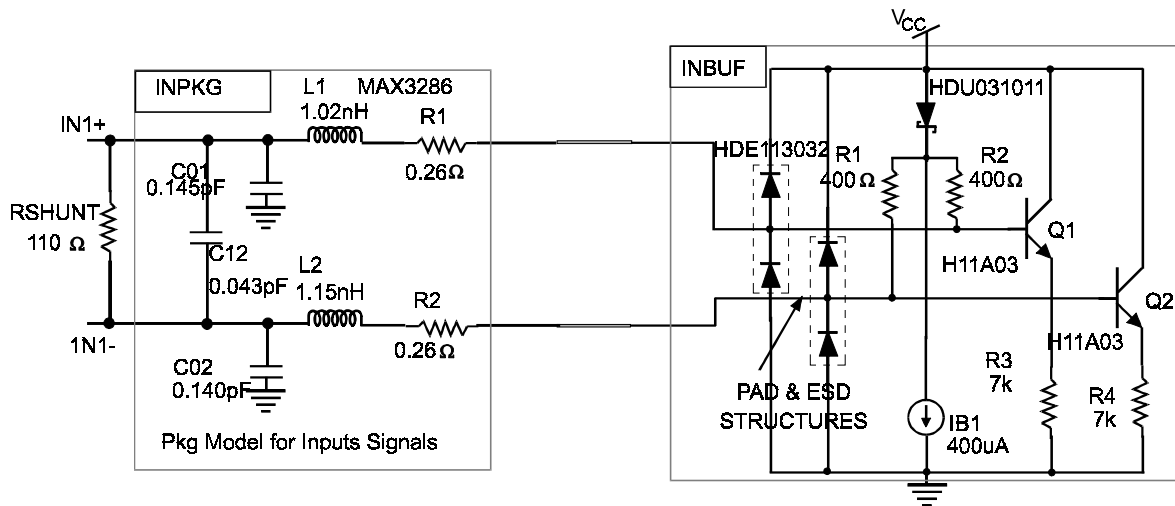 VCC
INPKG
L1
1.02nH
MAX3286
R1
0.26Ω
INBUF
HDU031011
IN1+
C01
0.145pF
HDE113032
R1
400Ω
R2
400Ω
RSHUNT
110 Ω
C12
0.043pF
Q1
H11A03
L2
1.15nH
R2
0.26Ω
Q2
H11A03
1N1-
C02
0.140pF
PAD & ESD
STRUCTURES
R3
7k
R4
7k
IB1
400uA
Pkg Model for Inputs Signals